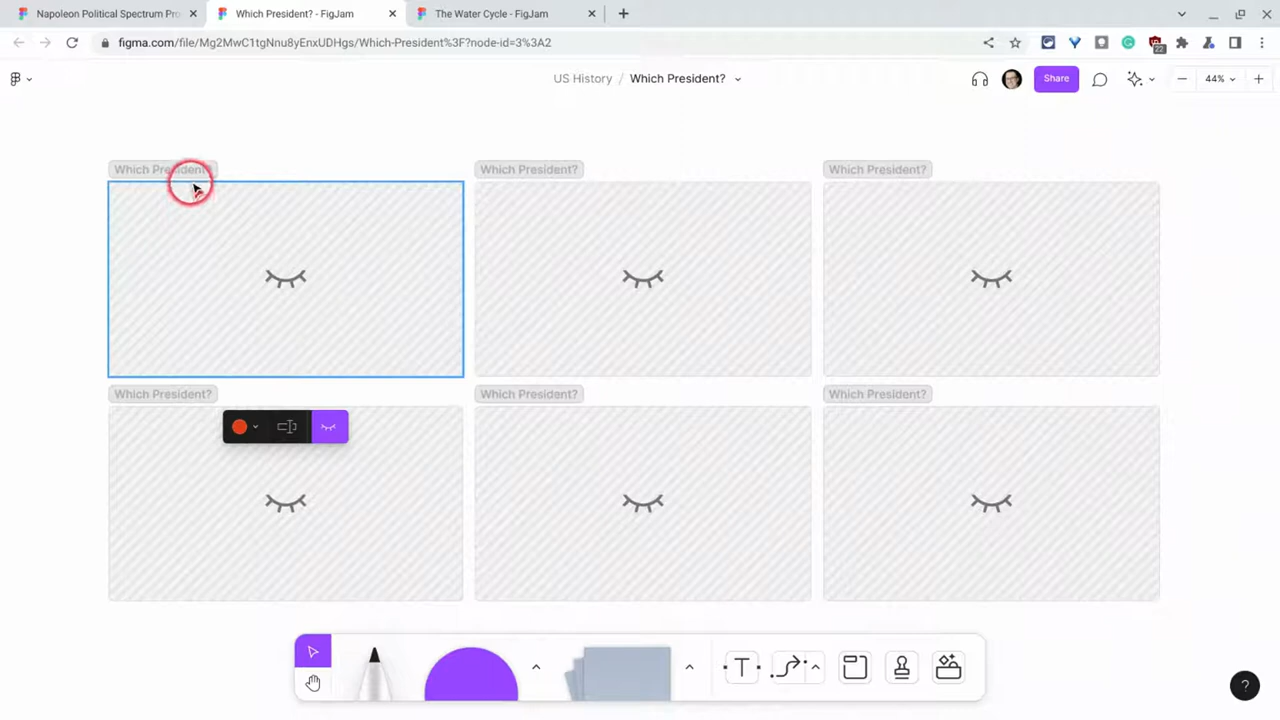 Napoleon Political Spectrum Pro
Which President? - FigJam
The Water Cycle - FigJam
figma.com/file/Mg2MwC1tgNnu8yEnxUDHgs/Which-President%3F?node-id=3%3A2
22
US History / Which President?
Share
44%
Which President?
Which President?
Which President?
Which President?
Which President?
Which President?
T
?